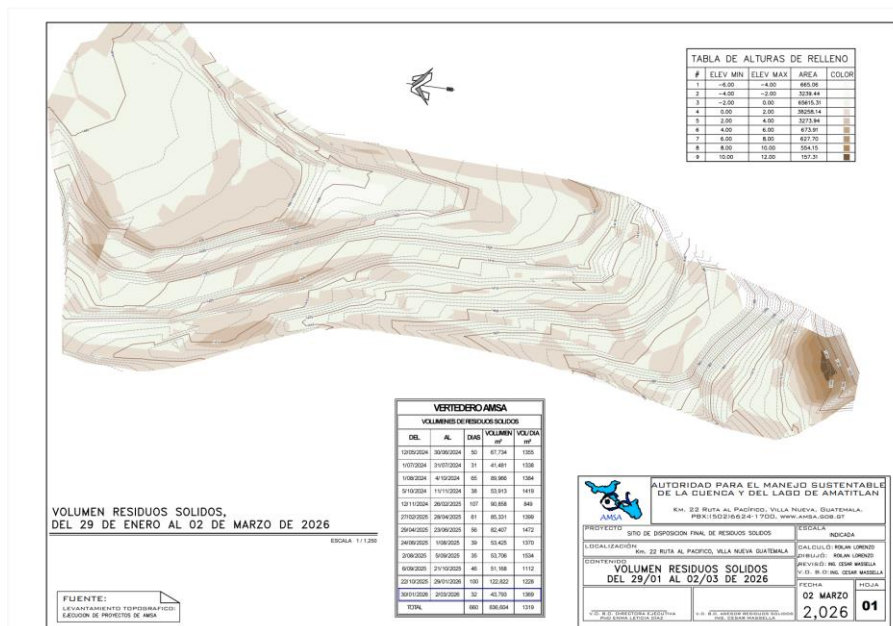 TABLA DE ALTURAS DE RELLENO
# ELEV MIN ELEV MAX AREA COLOR
1 -6.00 -4.00 665.06
2 -4.00 -2.00 3239.44
3 -2.00 0.00 65615.31
4 0.00 2.00 38258.14
5 2.00 4.00 3273.94
6 4.00 6.00 673.91
7 6.00 8.00 627.70
8 8.00 10.00 554.15
9 10.00 12.00 157.31
VERTEDERO AMSA
VOLUMENES DE RESIDUOS SOLIDOS
DEL AL DIAS VOLUMEN m³ VOL/DIA m³
12/05/2024 30/06/2024 50 67,734 1355
1/07/2024 31/07/2024 31 41,481 1338
1/08/2024 4/10/2024 65 1364
5/10/2024 11/11/2024 38 53,913 1419
12/11/2024 26/02/2025 107 90,858 849
27/02/2025 28/04/2025 61 85,331 1399
29/04/2025 23/06/2025 56 82,407 1472
24/06/2025 1/08/2025 39 53,425 1370
2/08/2025 5/09/2025 35 53,706 1534
6/09/2025 21/10/2025 46 51,168 1112
22/10/2025 29/01/2026 100 122,822 1228
30/01/2026 2/03/2026 32 43,793 1369
TOTAL 660 836,604 1319
VOLUMEN RESIDUOS SOLIDOS,
DEL 29 DE ENERO AL 02 DE MARZO DE 2026
ESCALA 1/1,250
FUENTE:
LEVANTAMIENTO TOPOGRAFICO:
EJECUCION DE PROYECTOS DE AMSA
AMSA
AUTORIDAD PARA EL MANEJO SUSTENTABLE
DE LA CUENCA Y DEL LAGO DE AMATITLAN
Km. 22 Ruta al Pacífico, Villa Nueva, Guatemala.
PBX:(502)6624-1700, www.amsa.gob.gt
PROYECTO
SITIO DE DISPOSICION FINAL DE RESIDUOS SOLIDOS
ESCALA
INDICADA
LOCALIZACIÓN
Km. 22 RUTA AL PACIFICO, VILLA NUEVA GUATEMALA
CALCULÓ: ROLAN LORENZO
DIBUJÓ: ROLAN LORENZO
REVISÓ: ING. CESAR MASSELLA
V.O. B.O: ING. CESAR MASSELLA
CONTENIDO
VOLUMEN RESIDUOS SOLIDOS
DEL 29/01 AL 02/03 DE 2026
FECHA
02 MARZO
2,026
HOJA
01
V.O. B.O. DIRECTORA EJECUTIVA
V.O. B.O. ASESOR RESIDUOS SOLIDOS
ING. CESAR MASSELLA